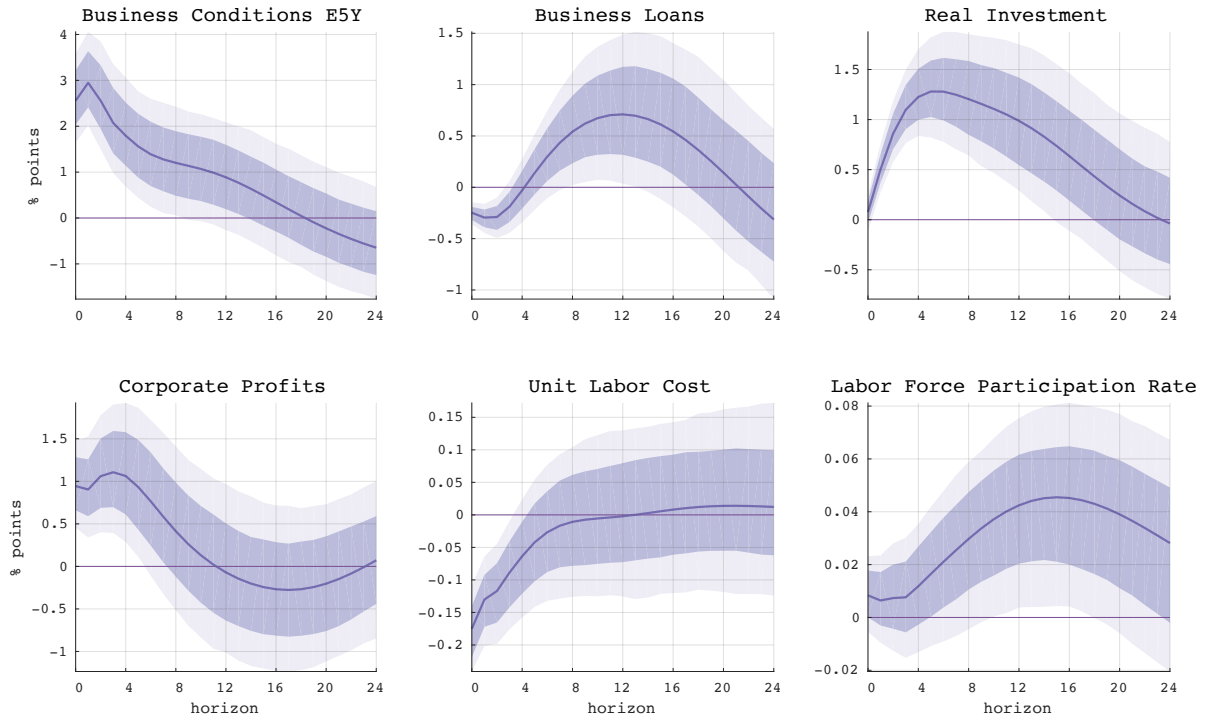 Business Conditions E5Y
Business Loans
Real Investment
% points
4
3
2
1
0
-1
0 4 8 12 16 20 24
1.5
1
0.5
0
-0.5
-1
0 4 8 12 16 20 24
1.5
1
0.5
0
-0.5
0 4 8 12 16 20 24
Corporate Profits
Unit Labor Cost
Labor Force Participation Rate
% points
1.5
1
0.5
0
-0.5
-1
0 4 8 12 16 20 24
horizon
0.15
0.1
0.05
0
-0.05
-0.1
-0.15
-0.2
0 4 8 12 16 20 24
horizon
0.08
0.06
0.04
0.02
0
-0.02
0 4 8 12 16 20 24
horizon